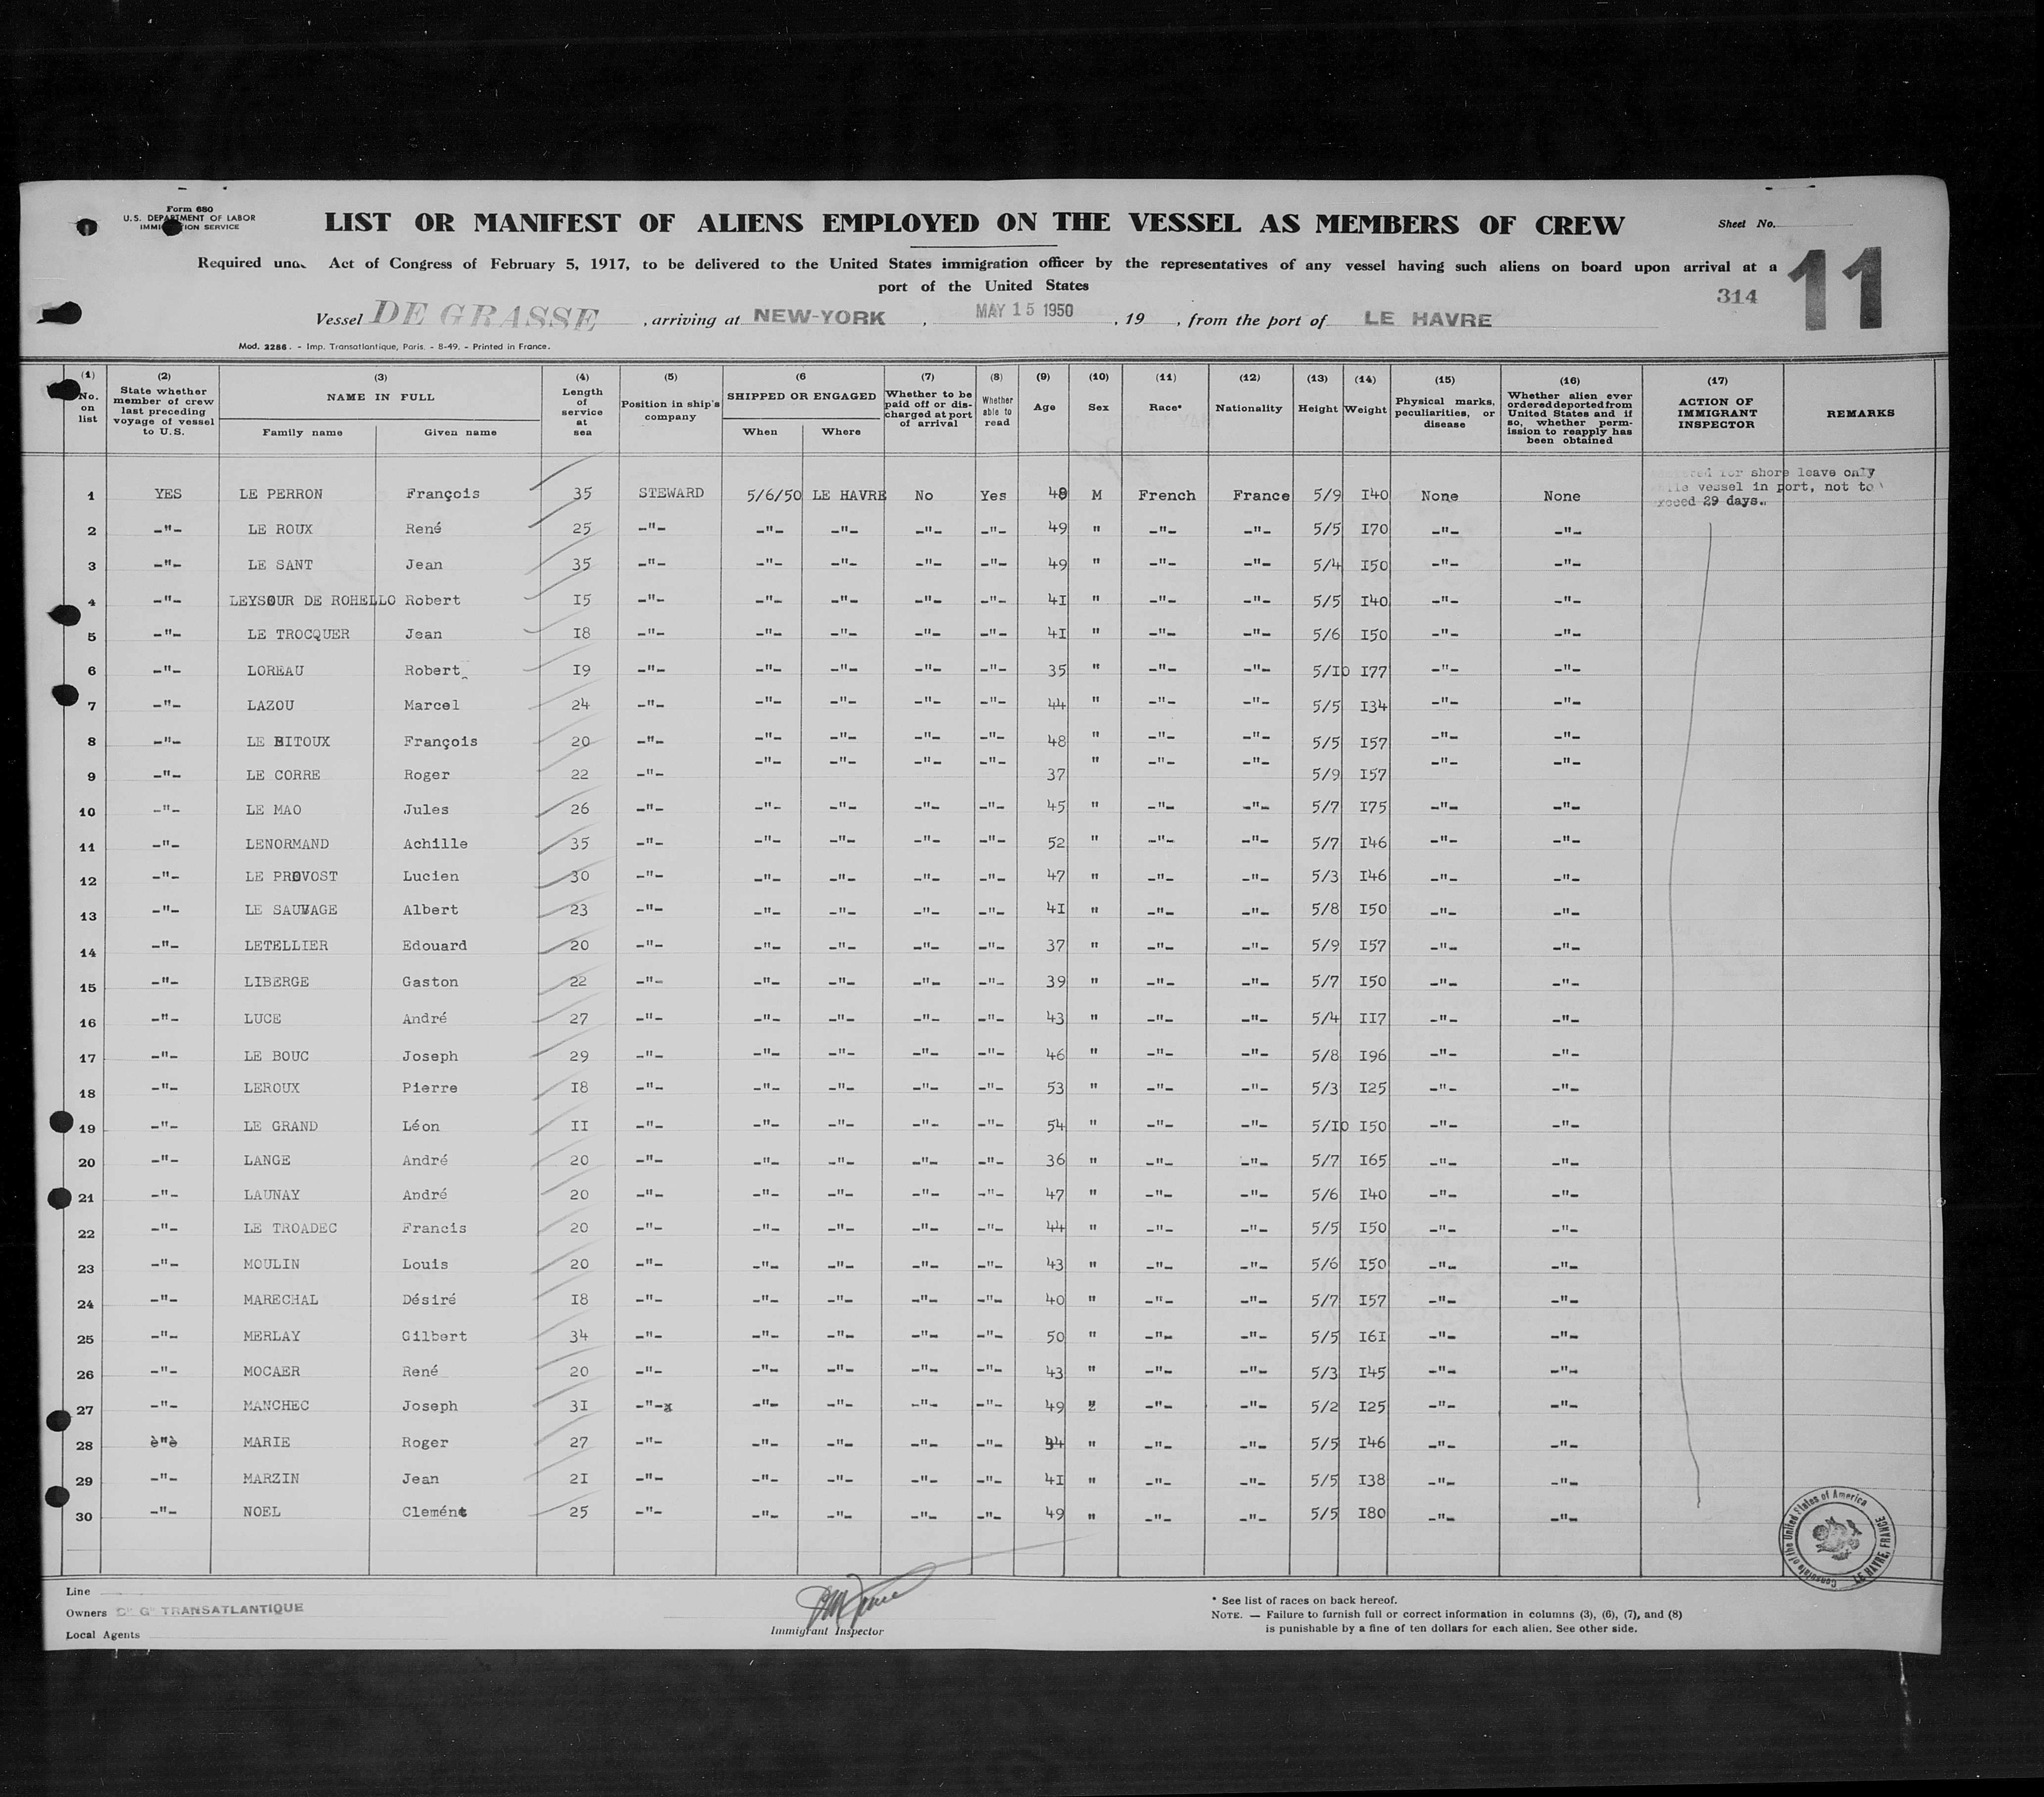 Form 680
U.S. DEPARTMENT OF LABOR
IMMIGRATION SERVICE
LIST OR MANIFEST OF ALIENS EMPLOYED ON THE VESSEL AS MEMBERS OF CREW
Sheet No.
Required Act of Congress of February 5, 1917, to be delivered to the United States immigration officer by the representatives of any vessel having such aliens on board upon arrival at a
port of the United States
314 11
Vessel DE GRASSE , arriving at NEW-YORK , MAY 15 1950 , 19 , from the port of LE HAVRE
Mod. 2286. - Imp. Transatlantique, Paris. - 8-49. - Printed in France.
(1) No. on list (2) State whether member of crew last preceding voyage of vessel to U.S. (3) NAME IN FULL Family name Given name (4) Length of service at sea (5) Position in ship's company (6 SHIPPED OR ENGAGED When Where (7) Whether to be paid off or discharged at port of arrival (8) Whether able to read (9) Age (10) Sex (11) Race* (12) Nationality (13) Height (14) Weight (15) Physical marks, peculiarities, or disease (16) Whether alien ever ordered deported from United States and if so, whether permission to reapply has been obtained (17) ACTION OF IMMIGRANT INSPECTOR REMARKS
for shore leave only
vessel in port, not to
29 days.
1 YES LE PERRON François 35 STEWARD 5/6/50 LE HAVRE No Yes 48 M French France 5/9 I40 None None
2 -"- LE ROUX René 25 -"- -"- -"- -"- -"- 49 " -"- -"- 5/5 I70 -"- -"-
3 -"- LE SANT Jean 35 -"- -"- -"- -"- -"- 49 " -"- -"- 5/4 I50 -"- -"-
4 -"- LEYSOUR DE ROHELLO Robert I5 -"- -"- -"- -"- -"- 4I " -"- -"- 5/5 I40 -"- -"-
5 -"- LE TROCQUER Jean I8 -"- -"- -"- -"- -"- 4I " -"- -"- 5/6 I50 -"- -"-
6 -"- LOREAU Robert I9 -"- -"- -"- -"- -"- 35 " -"- -"- 5/I0 I77 -"- -"-
7 -"- LAZOU Marcel 24 -"- -"- -"- -"- -"- 44 " -"- -"- 5/5 I34 -"- -"-
8 -"- LE BITOUX François 20 -"- -"- -"- -"- -"- 48 " -"- -"- 5/5 I57 -"- -"-
9 -"- LE CORRE Roger 22 -"- -"- -"- -"- -"- 37 " -"- -"- 5/9 I57 -"- -"-
10 -"- LE MAO Jules 26 -"- -"- -"- -"- -"- 45 " -"- -"- 5/7 I75 -"- -"-
11 -"- LENORMAND Achille 35 -"- -"- -"- -"- -"- 52 " -"- -"- 5/7 I46 -"- -"-
12 -"- LE PROVOST Lucien 30 -"- -"- -"- -"- -"- 47 " -"- -"- 5/3 I46 -"- -"-
13 -"- LE SAUVAGE Albert 23 -"- -"- -"- -"- -"- 4I " -"- -"- 5/8 I50 -"- -"-
14 -"- LETELLIER Edouard 20 -"- -"- -"- -"- -"- 37 " -"- -"- 5/9 I57 -"- -"-
15 -"- LIBERGE Gaston 22 -"- -"- -"- -"- -"- 39 " -"- -"- 5/7 I50 -"- -"-
16 -"- LUCE André 27 -"- -"- -"- -"- -"- 43 " -"- -"- 5/4 II7 -"- -"-
17 -"- LE BOUC Joseph 29 -"- -"- -"- -"- -"- 46 " -"- -"- 5/8 I96 -"- -"-
18 -"- LEROUX Pierre I8 -"- -"- -"- -"- -"- 53 " -"- -"- 5/3 I25 -"- -"-
19 -"- LE GRAND Léon II -"- -"- -"- -"- -"- 54 " -"- -"- 5/I0 I50 -"- -"-
20 -"- LANGE André 20 -"- -"- -"- -"- -"- 36 " -"- -"- 5/7 I65 -"- -"-
21 -"- LAUNAY André 20 -"- -"- -"- -"- -"- 47 " -"- -"- 5/6 I40 -"- -"-
22 -"- LE TROADEC Francis 20 -"- -"- -"- -"- -"- 44 " -"- -"- 5/5 I50 -"- -"-
23 -"- MOULIN Louis 20 -"- -"- -"- -"- -"- 43 " -"- -"- 5/6 I50 -"- -"-
24 -"- MARECHAL Désiré I8 -"- -"- -"- -"- -"- 40 " -"- -"- 5/7 I57 -"- -"-
25 -"- MERLAY Gilbert 34 -"- -"- -"- -"- -"- 50 " -"- -"- 5/5 I6I -"- -"-
26 -"- MOCAER René 20 -"- -"- -"- -"- -"- 43 " -"- -"- 5/3 I45 -"- -"-
27 -"- MANCHEC Joseph 3I -"- -"- -"- -"- -"- 49 " -"- -"- 5/2 I25 -"- -"-
28 è"è MARIE Roger 27 -"- -"- -"- -"- -"- 44 " -"- -"- 5/5 I46 -"- -"-
29 -"- MARZIN Jean 2I -"- -"- -"- -"- -"- 4I " -"- -"- 5/5 I38 -"- -"-
30 -"- NOEL Clemént 25 -"- -"- -"- -"- -"- 49 " -"- -"- 5/5 I80 -"- -"-
Consulate of the United States of America LE HAVRE, FRANCE
Line
Owners Cie Gle TRANSATLANTIQUE
Local Agents
Immigrant Inspector
* See list of races on back hereof.
NOTE. — Failure to furnish full or correct information in columns (3), (6), (7), and (8)
is punishable by a fine of ten dollars for each alien. See other side.